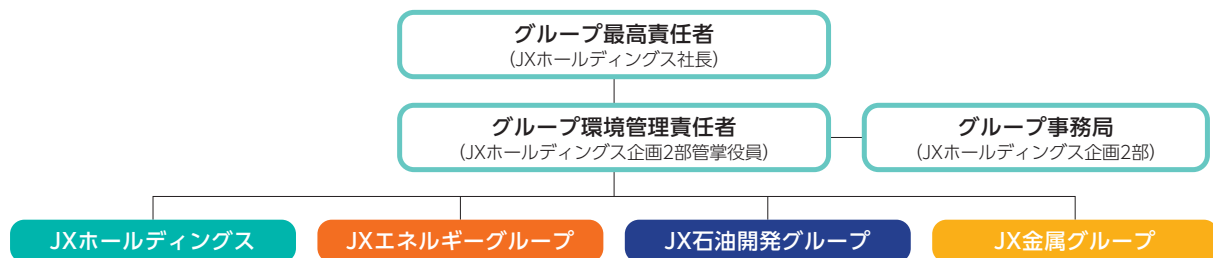 グループ最高責任者
（JXホールディングス社長）
グループ環境管理責任者
（JXホールディングス企画2部管掌役員）
グループ事務局
（JXホールディングス企画2部）
JXホールディングス
JXエネルギーグループ
JX石油開発グループ
JX金属グループ